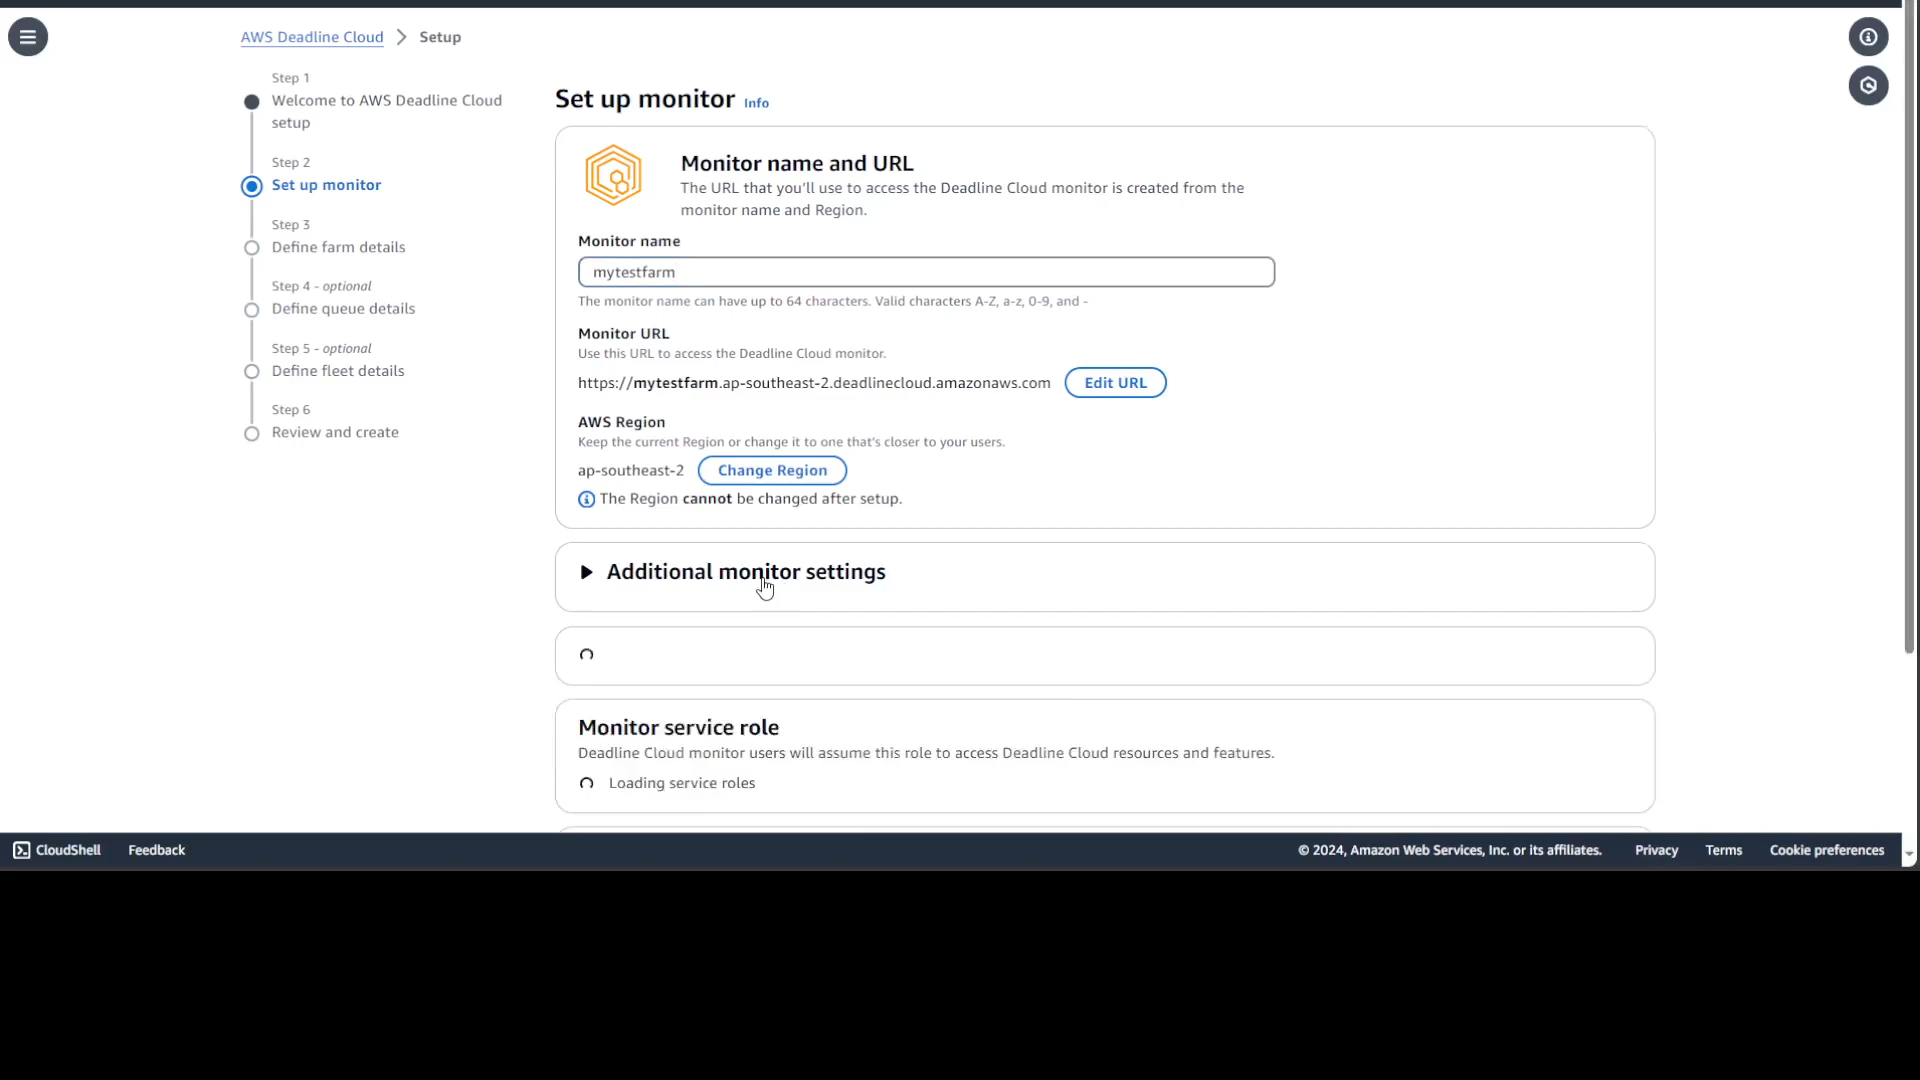 AWS Deadline Cloud > Setup
Step 1
Welcome to AWS Deadline Cloud
setup
Step 2
Set up monitor
Step 3
Define farm details
Step 4 - optional
Define queue details
Step 5 - optional
Define fleet details
Step 6
Review and create
Set up monitor Info
Monitor name and URL
The URL that you'll use to access the Deadline Cloud monitor is created from the
monitor name and Region.
Monitor name
mytestfarm
The monitor name can have up to 64 characters. Valid characters A-Z, a-z, 0-9, and -
Monitor URL
Use this URL to access the Deadline Cloud monitor.
https://mytestfarm.ap-southeast-2.deadlinecloud.amazonaws.com Edit URL
AWS Region
Keep the current Region or change it to one that's closer to your users.
ap-southeast-2 Change Region
The Region cannot be changed after setup.
Additional monitor settings
Monitor service role
Deadline Cloud monitor users will assume this role to access Deadline Cloud resources and features.
Loading service roles
CloudShell Feedback © 2024, Amazon Web Services, Inc. or its affiliates. Privacy Terms Cookie preferences